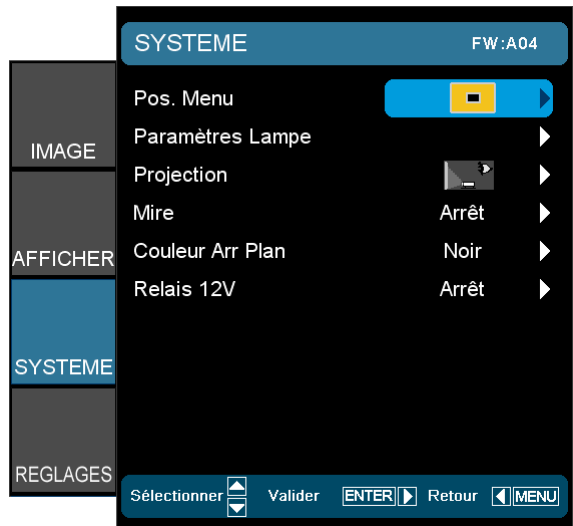 SYSTEME FW:A04
Pos. Menu
Paramètres Lampe
Projection
Mire Arrêt
Couleur Arr Plan Noir
Relais 12V Arrêt
IMAGE
AFFICHER
SYSTEME
REGLAGES
Sélectionner Valider ENTER Retour MENU